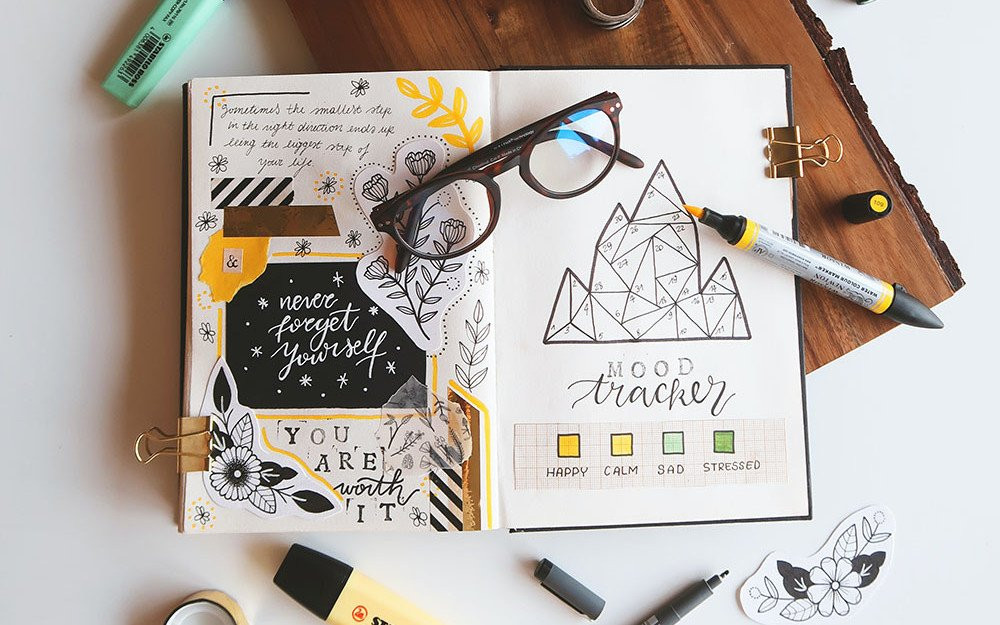 Sometimes the smallest step
in the right direction ends up
being the biggest step of
your life.
&
never
forget
yourself
YOU
ARE
worth
IT
MOOD
tracker
HAPPY CALM SAD STRESSED
STABILO BOSS
WATER COLOUR MARKER